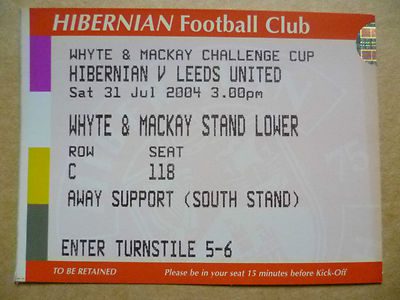 HIBERNIAN Football Club
WHYTE & MACKAY CHALLENGE CUP
HIBERNIAN V LEEDS UNITED
Sat 31 Jul 2004 3.00pm
WHYTE & MACKAY STAND LOWER
ROW SEAT
C 118
AWAY SUPPORT (SOUTH STAND)
ENTER TURNSTILE 5-6
TO BE RETAINED Please be in your seat 15 minutes before Kick-Off